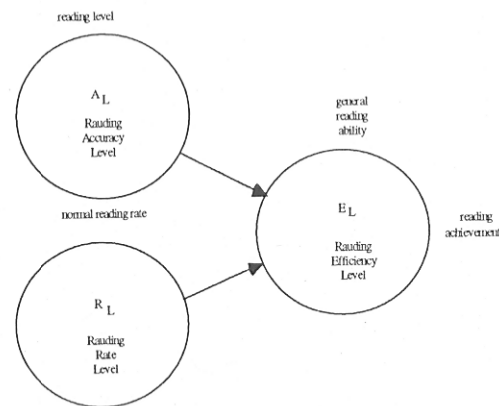 reading level
A L
Rauding
Accuracy
Level
normal reading rate
R L
Rauding
Rate
Level
general
reading
ability
E L
Rauding
Efficiency
Level
reading
achievement